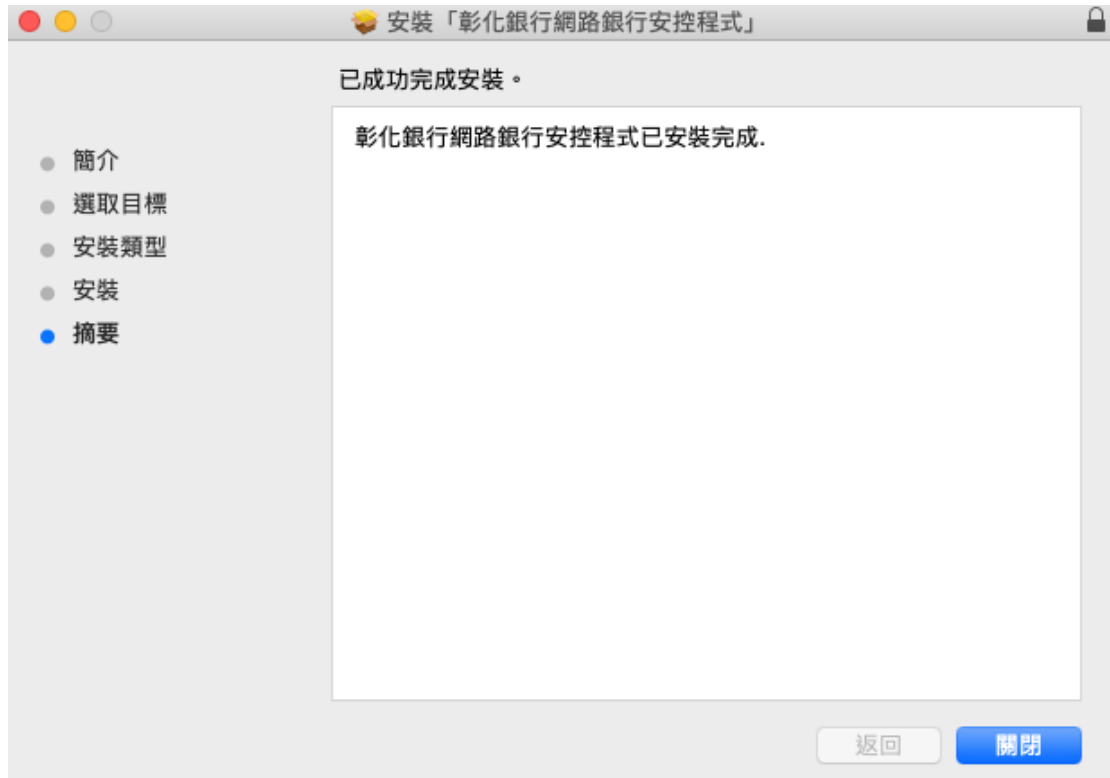 安裝「彰化銀行網路銀行安控程式」
已成功完成安裝。
彰化銀行網路銀行安控程式已安裝完成.
簡介
選取目標
安裝類型
安裝
摘要
返回
關閉